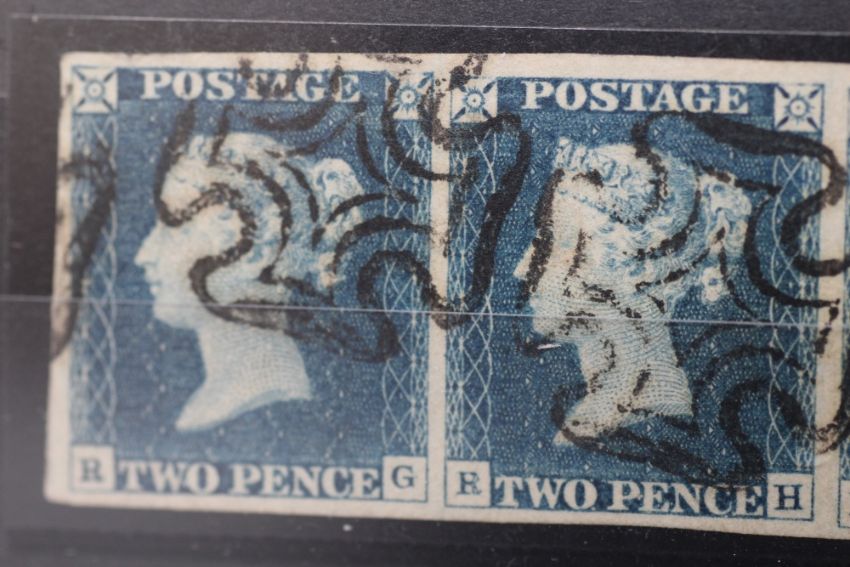 POSTAGE
POSTAGE
R TWO PENCE G
R TWO PENCE H